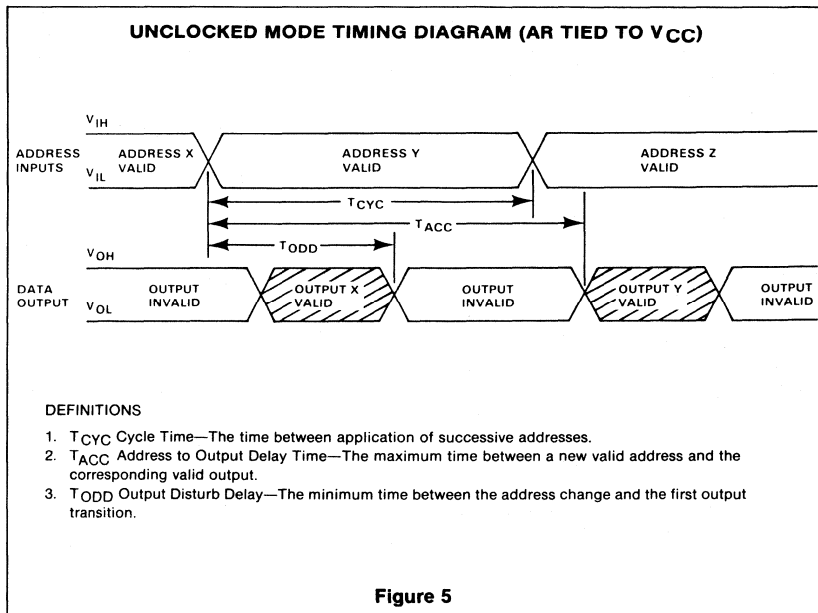 UNCLOCKED MODE TIMING DIAGRAM (AR TIED TO VCC)
VIH
ADDRESS INPUTS
VIL
ADDRESS X VALID
ADDRESS Y VALID
ADDRESS Z VALID
TCYC
TACC
TODD
VOH
DATA OUTPUT
VOL
OUTPUT INVALID
OUTPUT X VALID
OUTPUT INVALID
OUTPUT Y VALID
OUTPUT INVALID
DEFINITIONS
1. TCYC Cycle Time—The time between application of successive addresses.
2. TACC Address to Output Delay Time—The maximum time between a new valid address and the
corresponding valid output.
3. TODD Output Disturb Delay—The minimum time between the address change and the first output
transition.
Figure 5